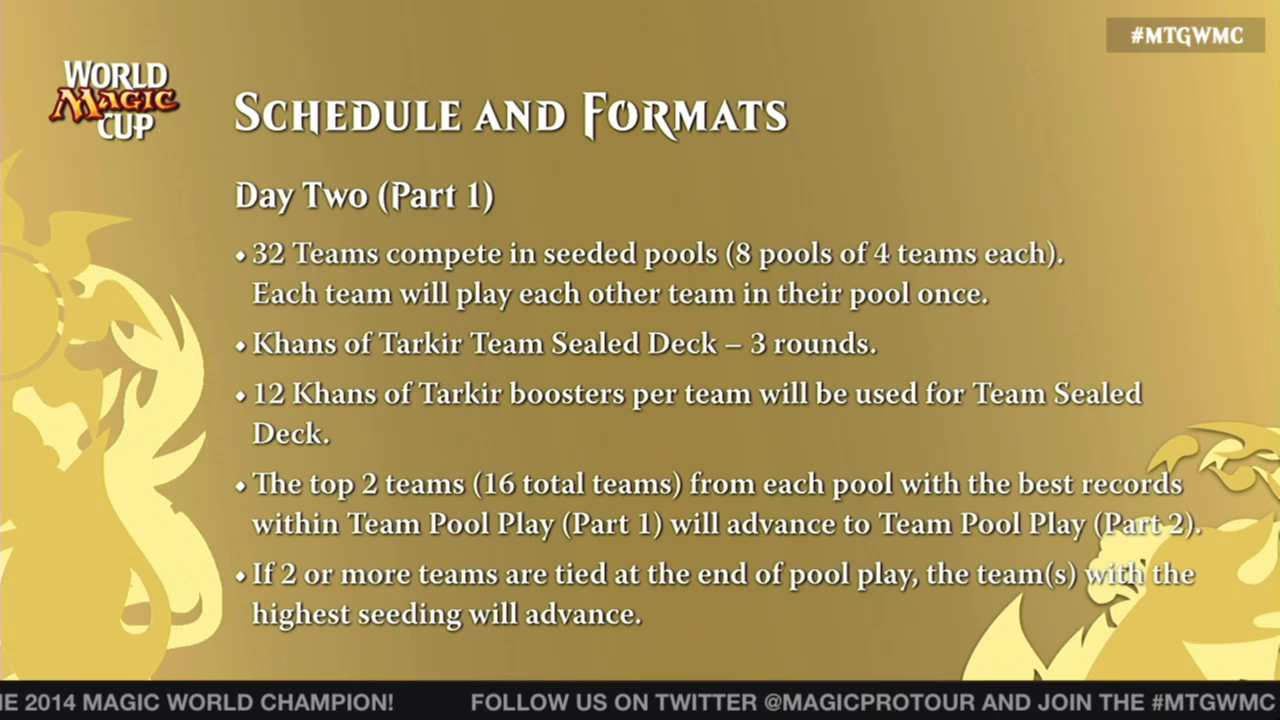 #MTGWMC
WORLD
MAGIC
CUP
SCHEDULE AND FORMATS
Day Two (Part 1)
• 32 Teams compete in seeded pools (8 pools of 4 teams each).
Each team will play each other team in their pool once.
• Khans of Tarkir Team Sealed Deck – 3 rounds.
• 12 Khans of Tarkir boosters per team will be used for Team Sealed
Deck.
• The top 2 teams (16 total teams) from each pool with the best records
within Team Pool Play (Part 1) will advance to Team Pool Play (Part 2).
• If 2 or more teams are tied at the end of pool play, the team(s) with the
highest seeding will advance.
E 2014 MAGIC WORLD CHAMPION! FOLLOW US ON TWITTER @MAGICPROTOUR AND JOIN THE #MTGWMC